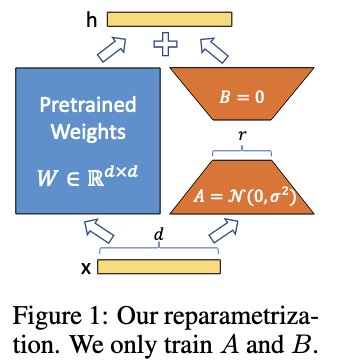 h
Pretrained
Weights
W ∈ ℝ^{d×d}
B = 0
r
A = 𝒩(0, σ²)
d
x
Figure 1: Our reparametriza-
tion. We only train A and B.